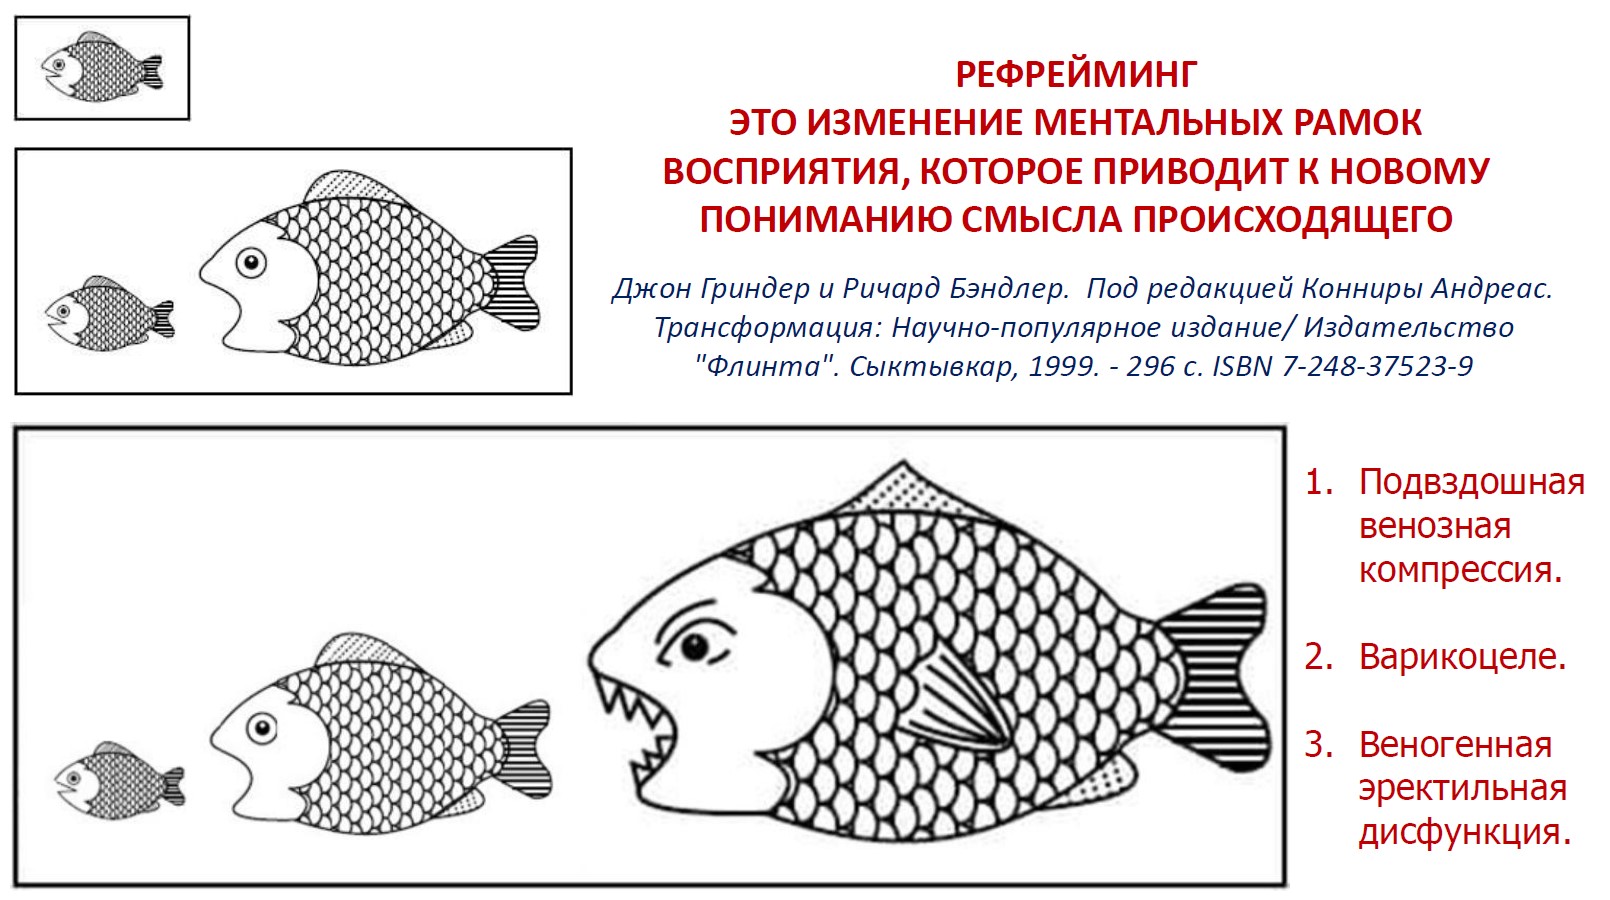 РЕФРЕЙМИНГ
ЭТО ИЗМЕНЕНИЕ МЕНТАЛЬНЫХ РАМОК
ВОСПРИЯТИЯ, КОТОРОЕ ПРИВОДИТ К НОВОМУ
ПОНИМАНИЮ СМЫСЛА ПРОИСХОДЯЩЕГО
Джон Гриндер и Ричард Бэндлер. Под редакцией Конниры Андреас.
Трансформация: Научно-популярное издание/ Издательство
"Флинта". Сыктывкар, 1999. - 296 с. ISBN 7-248-37523-9
1. Подвздошная
венозная
компрессия.
2. Варикоцеле.
3. Веногенная
эректильная
дисфункция.